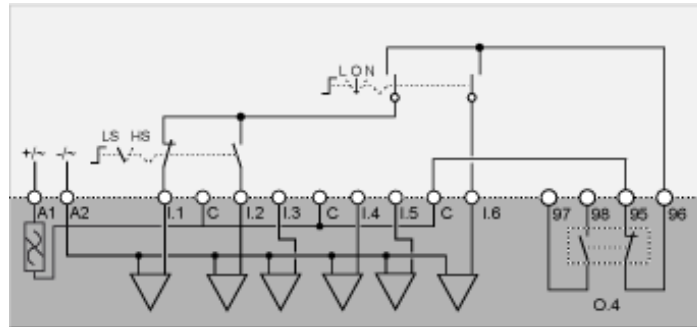 L O N
LS HS
+/~ -/~
A1 A2 I.1 C I.2 I.3 C I.4 I.5 C I.6 97 98 95 96
O.4